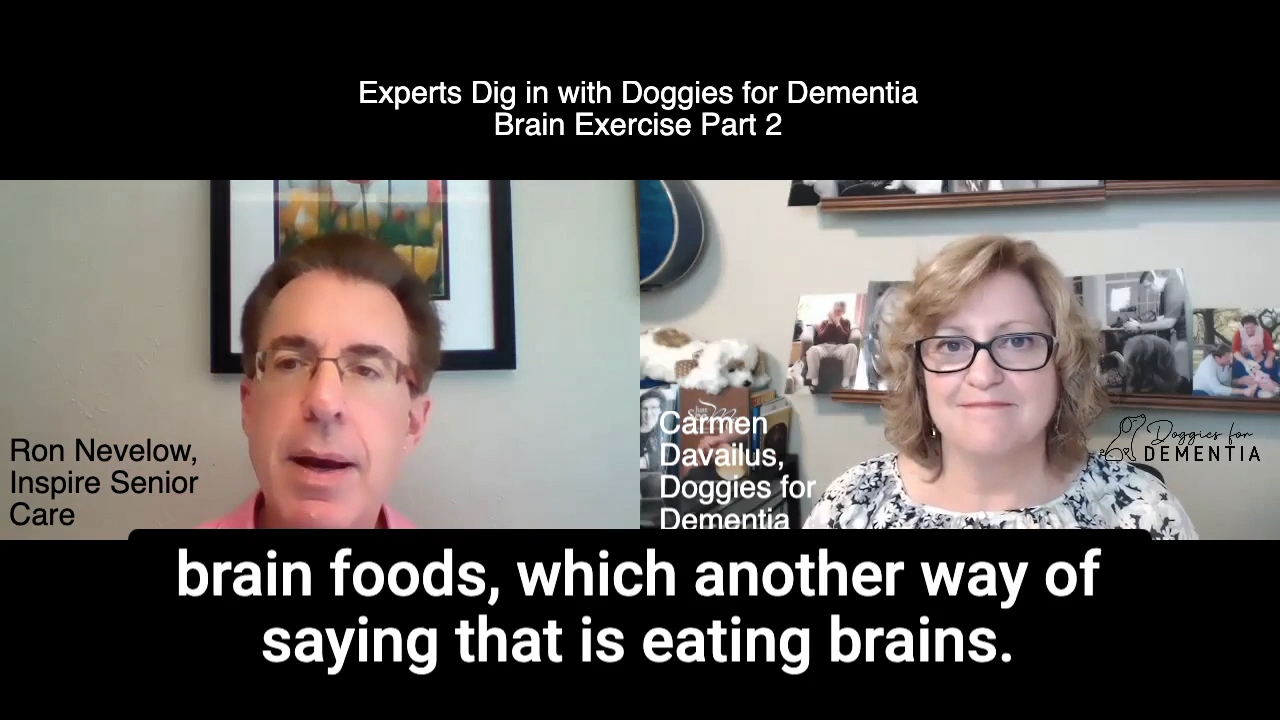 Experts Dig in with Doggies for Dementia
Brain Exercise Part 2
Ron Nevelow,
Inspire Senior
Care
Carmen
Davailus,
Doggies for
Dementia
Doggies for
DEMENTIA
brain foods, which another way of
saying that is eating brains.